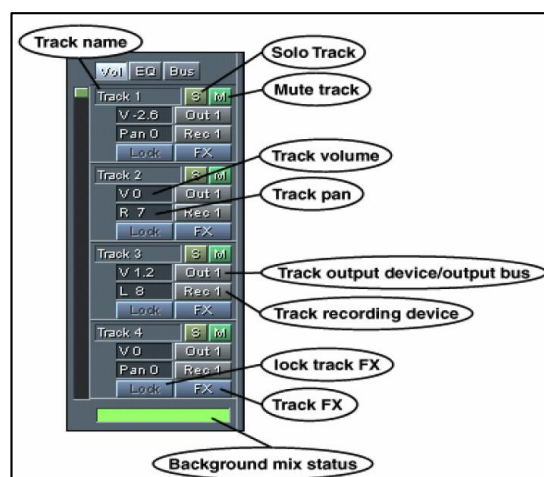 Track name
Solo Track
Mute track
Vol EQ Bus
Track 1 S M
V -2.6 Out 1
Pan 0 Rec 1
Lock FX
Track 2 S M
V 0 Out 1
R 7 Rec 1
Lock FX
Track volume
Track pan
Track 3 S M
V 1.2 Out 1
L 8 Rec 1
Lock FX
Track output device/output bus
Track recording device
Track 4 S M
V 0 Out 1
Pan 0 Rec 1
Lock FX
lock track FX
Track FX
Background mix status